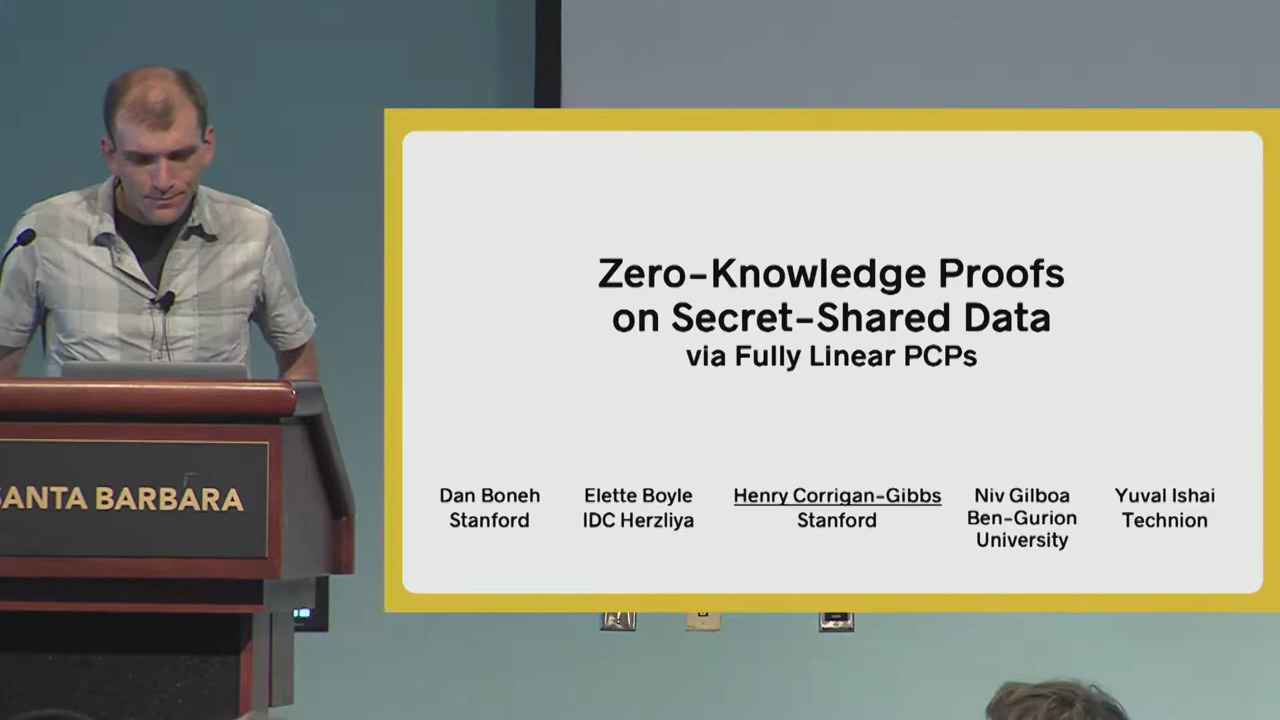 Zero-Knowledge Proofs
on Secret-Shared Data
via Fully Linear PCPs
Dan Boneh
Stanford
Elette Boyle
IDC Herzliya
Henry Corrigan-Gibbs
Stanford
Niv Gilboa
Ben-Gurion
University
Yuval Ishai
Technion
SANTA BARBARA